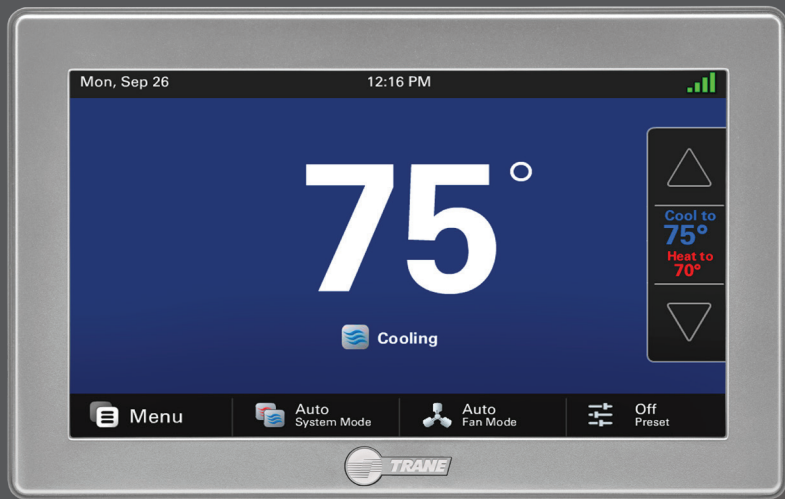 Mon, Sep 26
12:16 PM
75°
Cooling
Cool to
75°
Heat to
70°
Menu
Auto
System Mode
Auto
Fan Mode
Off
Preset
TRANE